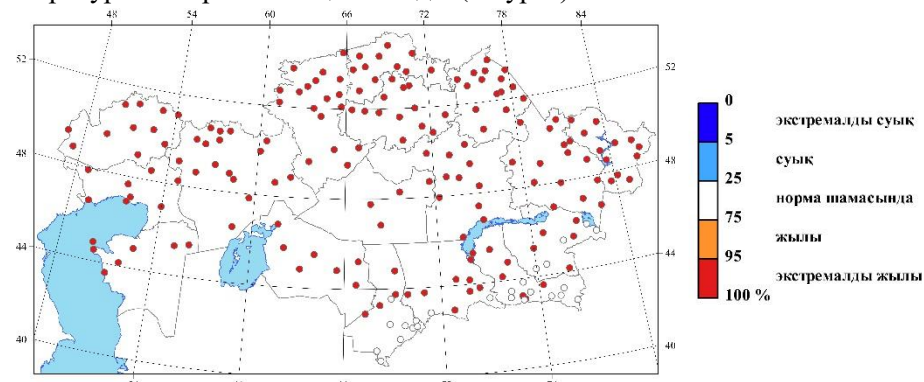 48 54 60 66 72 78 84
52 52
48 48
44 44
40 40
0
экстремалды суық
5
суық
25
норма шамасында
75
жылы
95
экстремалды жылы
100 %